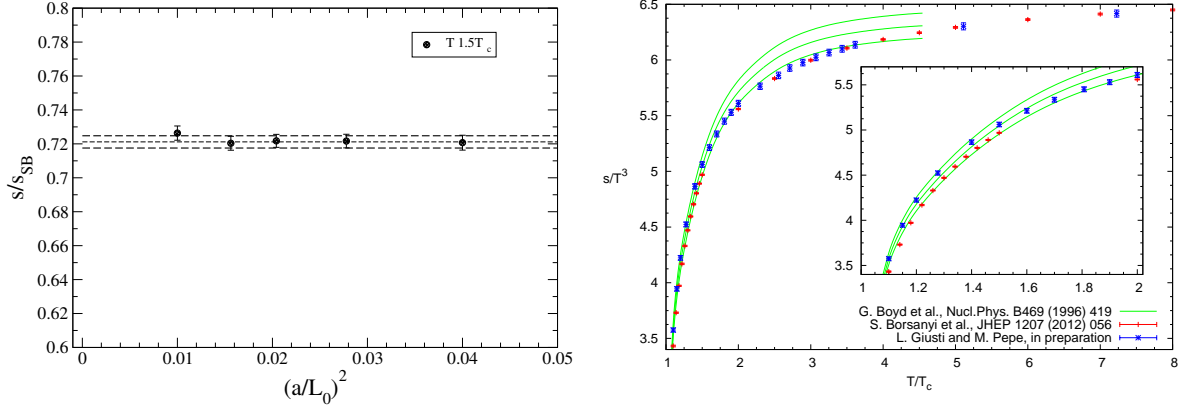 0.8
0.78
0.76
0.74
0.72
0.7
0.68
0.66
0.64
0.62
0.6
s/s_SB
T 1.5T_c
0 0.01 0.02 0.03 0.04 0.05
(a/L_0)^2
6.5
6
5.5
5
4.5
4
3.5
s/T^3
5.5
5
4.5
4
3.5
1 1.2 1.4 1.6 1.8 2
G. Boyd et al., Nucl.Phys. B469 (1996) 419
S. Borsanyi et al., JHEP 1207 (2012) 056
L. Giusti and M. Pepe, in preparation
1 2 3 4 5 6 7 8
T/T_c